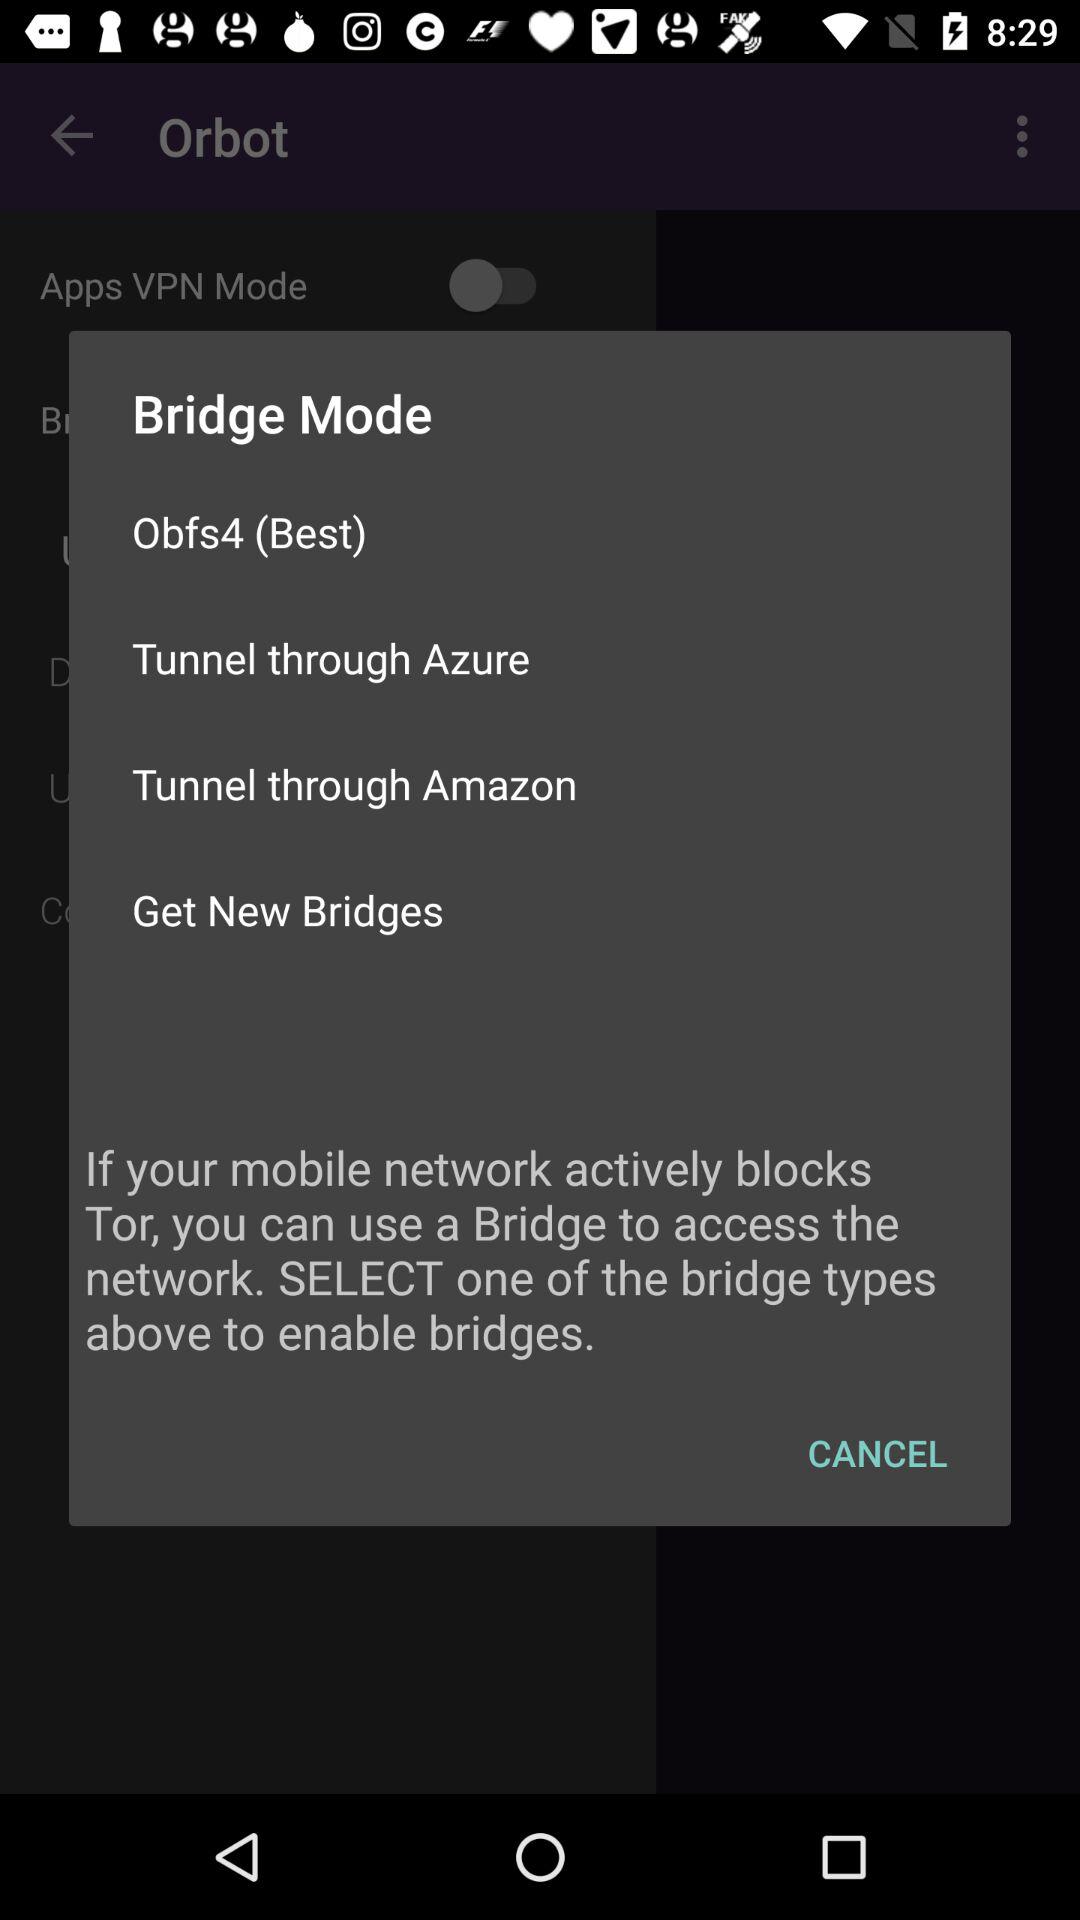 8:29
Orbot
Apps VPN Mode
Bridge Mode
Obfs4 (Best)
Tunnel through Azure
Tunnel through Amazon
Get New Bridges
If your mobile network actively blocks
Tor, you can use a Bridge to access the
network. SELECT one of the bridge types
above to enable bridges.
CANCEL